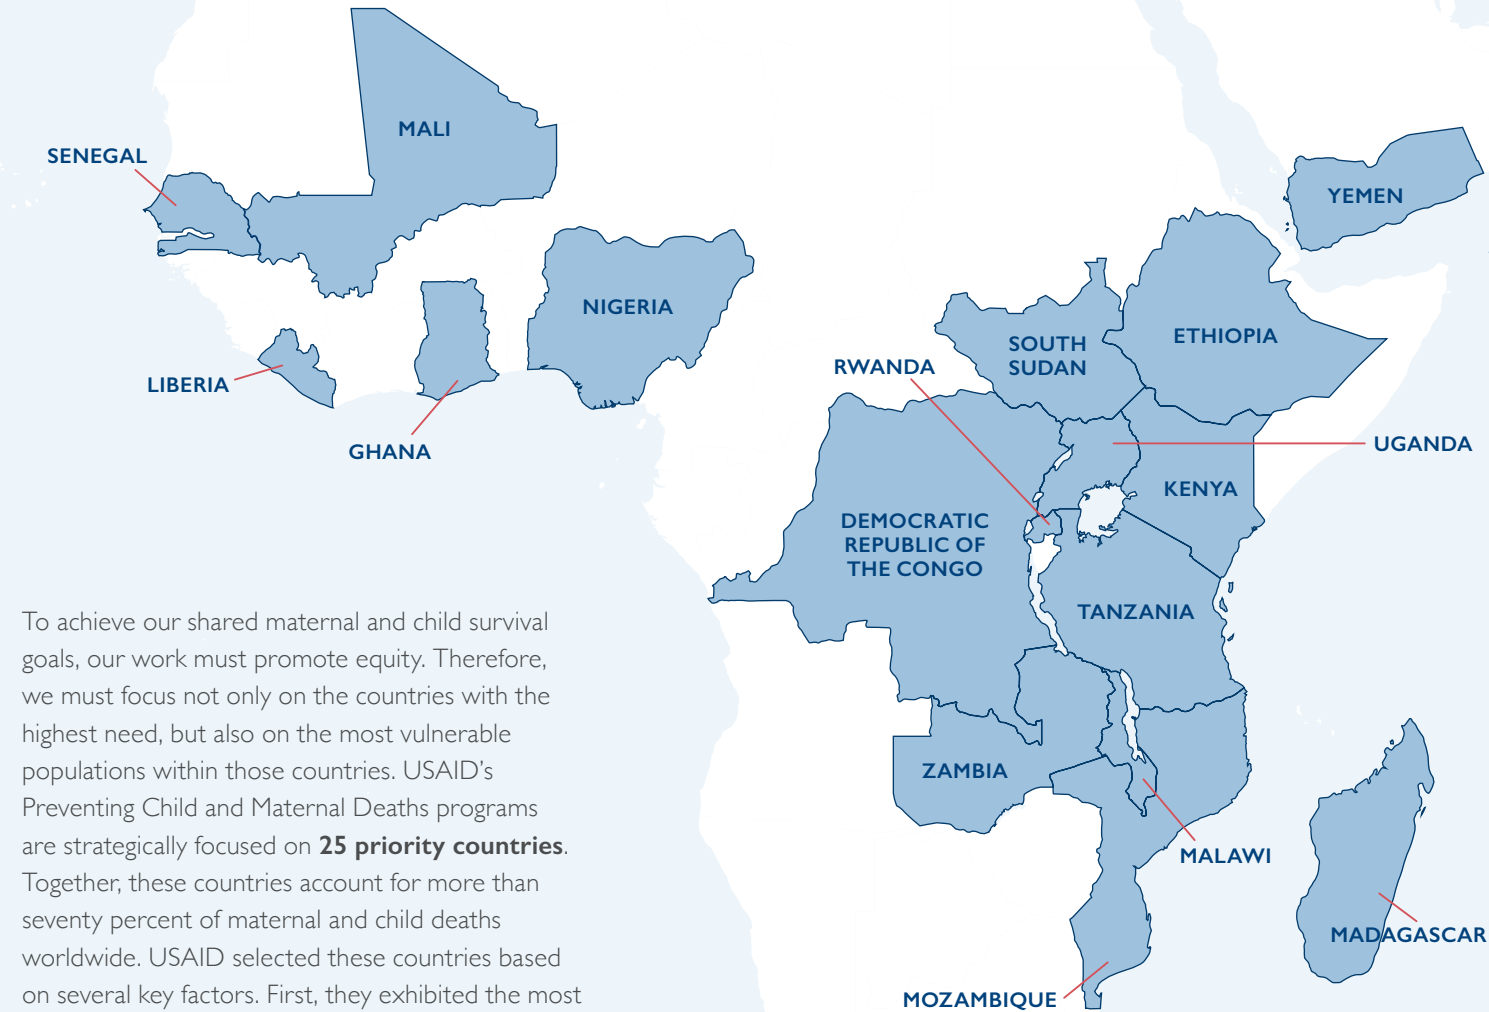 MALI
SENEGAL
YEMEN
NIGERIA
ETHIOPIA
SOUTH
SUDAN
RWANDA
LIBERIA
GHANA
UGANDA
KENYA
DEMOCRATIC
REPUBLIC OF
THE CONGO
TANZANIA
ZAMBIA
MALAWI
MADAGASCAR
MOZAMBIQUE
To achieve our shared maternal and child survival
goals, our work must promote equity. Therefore,
we must focus not only on the countries with the
highest need, but also on the most vulnerable
populations within those countries. USAID’s
Preventing Child and Maternal Deaths programs
are strategically focused on 25 priority countries.
Together, these countries account for more than
seventy percent of maternal and child deaths
worldwide. USAID selected these countries based
on several key factors. First, they exhibited the most